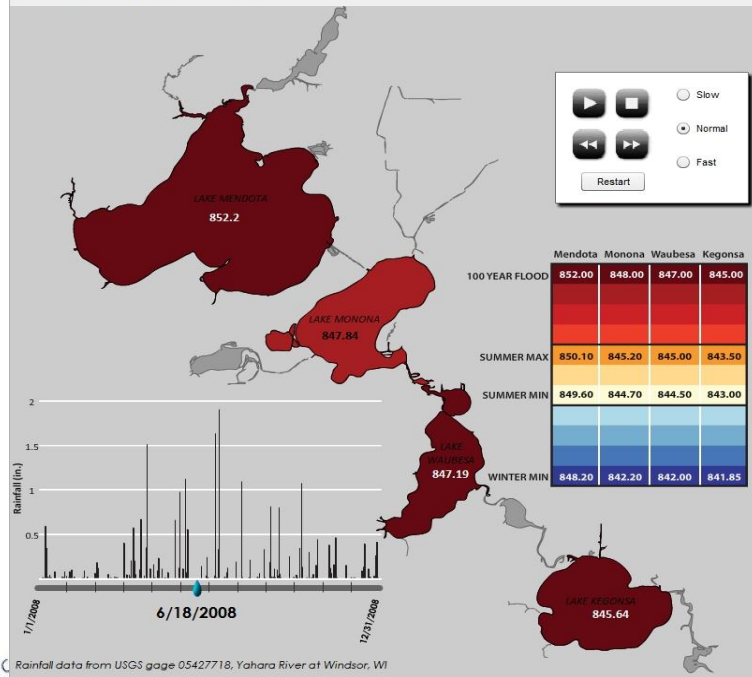 Slow
Normal
Fast
Restart
LAKE MENDOTA
852.2
Mendota Monona Waubesa Kegonsa
100 YEAR FLOOD 852.00 848.00 847.00 845.00
LAKE MONONA
847.84
SUMMER MAX 850.10 845.20 845.00 843.50
SUMMER MIN 849.60 844.70 844.50 843.00
WINTER MIN 848.20 842.20 842.00 841.85
LAKE
WAUBESA
847.19
2
1.5
1
0.5
Rainfall (in.)
1/1/2008
6/18/2008
12/31/2008
LAKE KEGONSA
845.64
Rainfall data from USGS gage 05427718, Yahara River at Windsor, WI